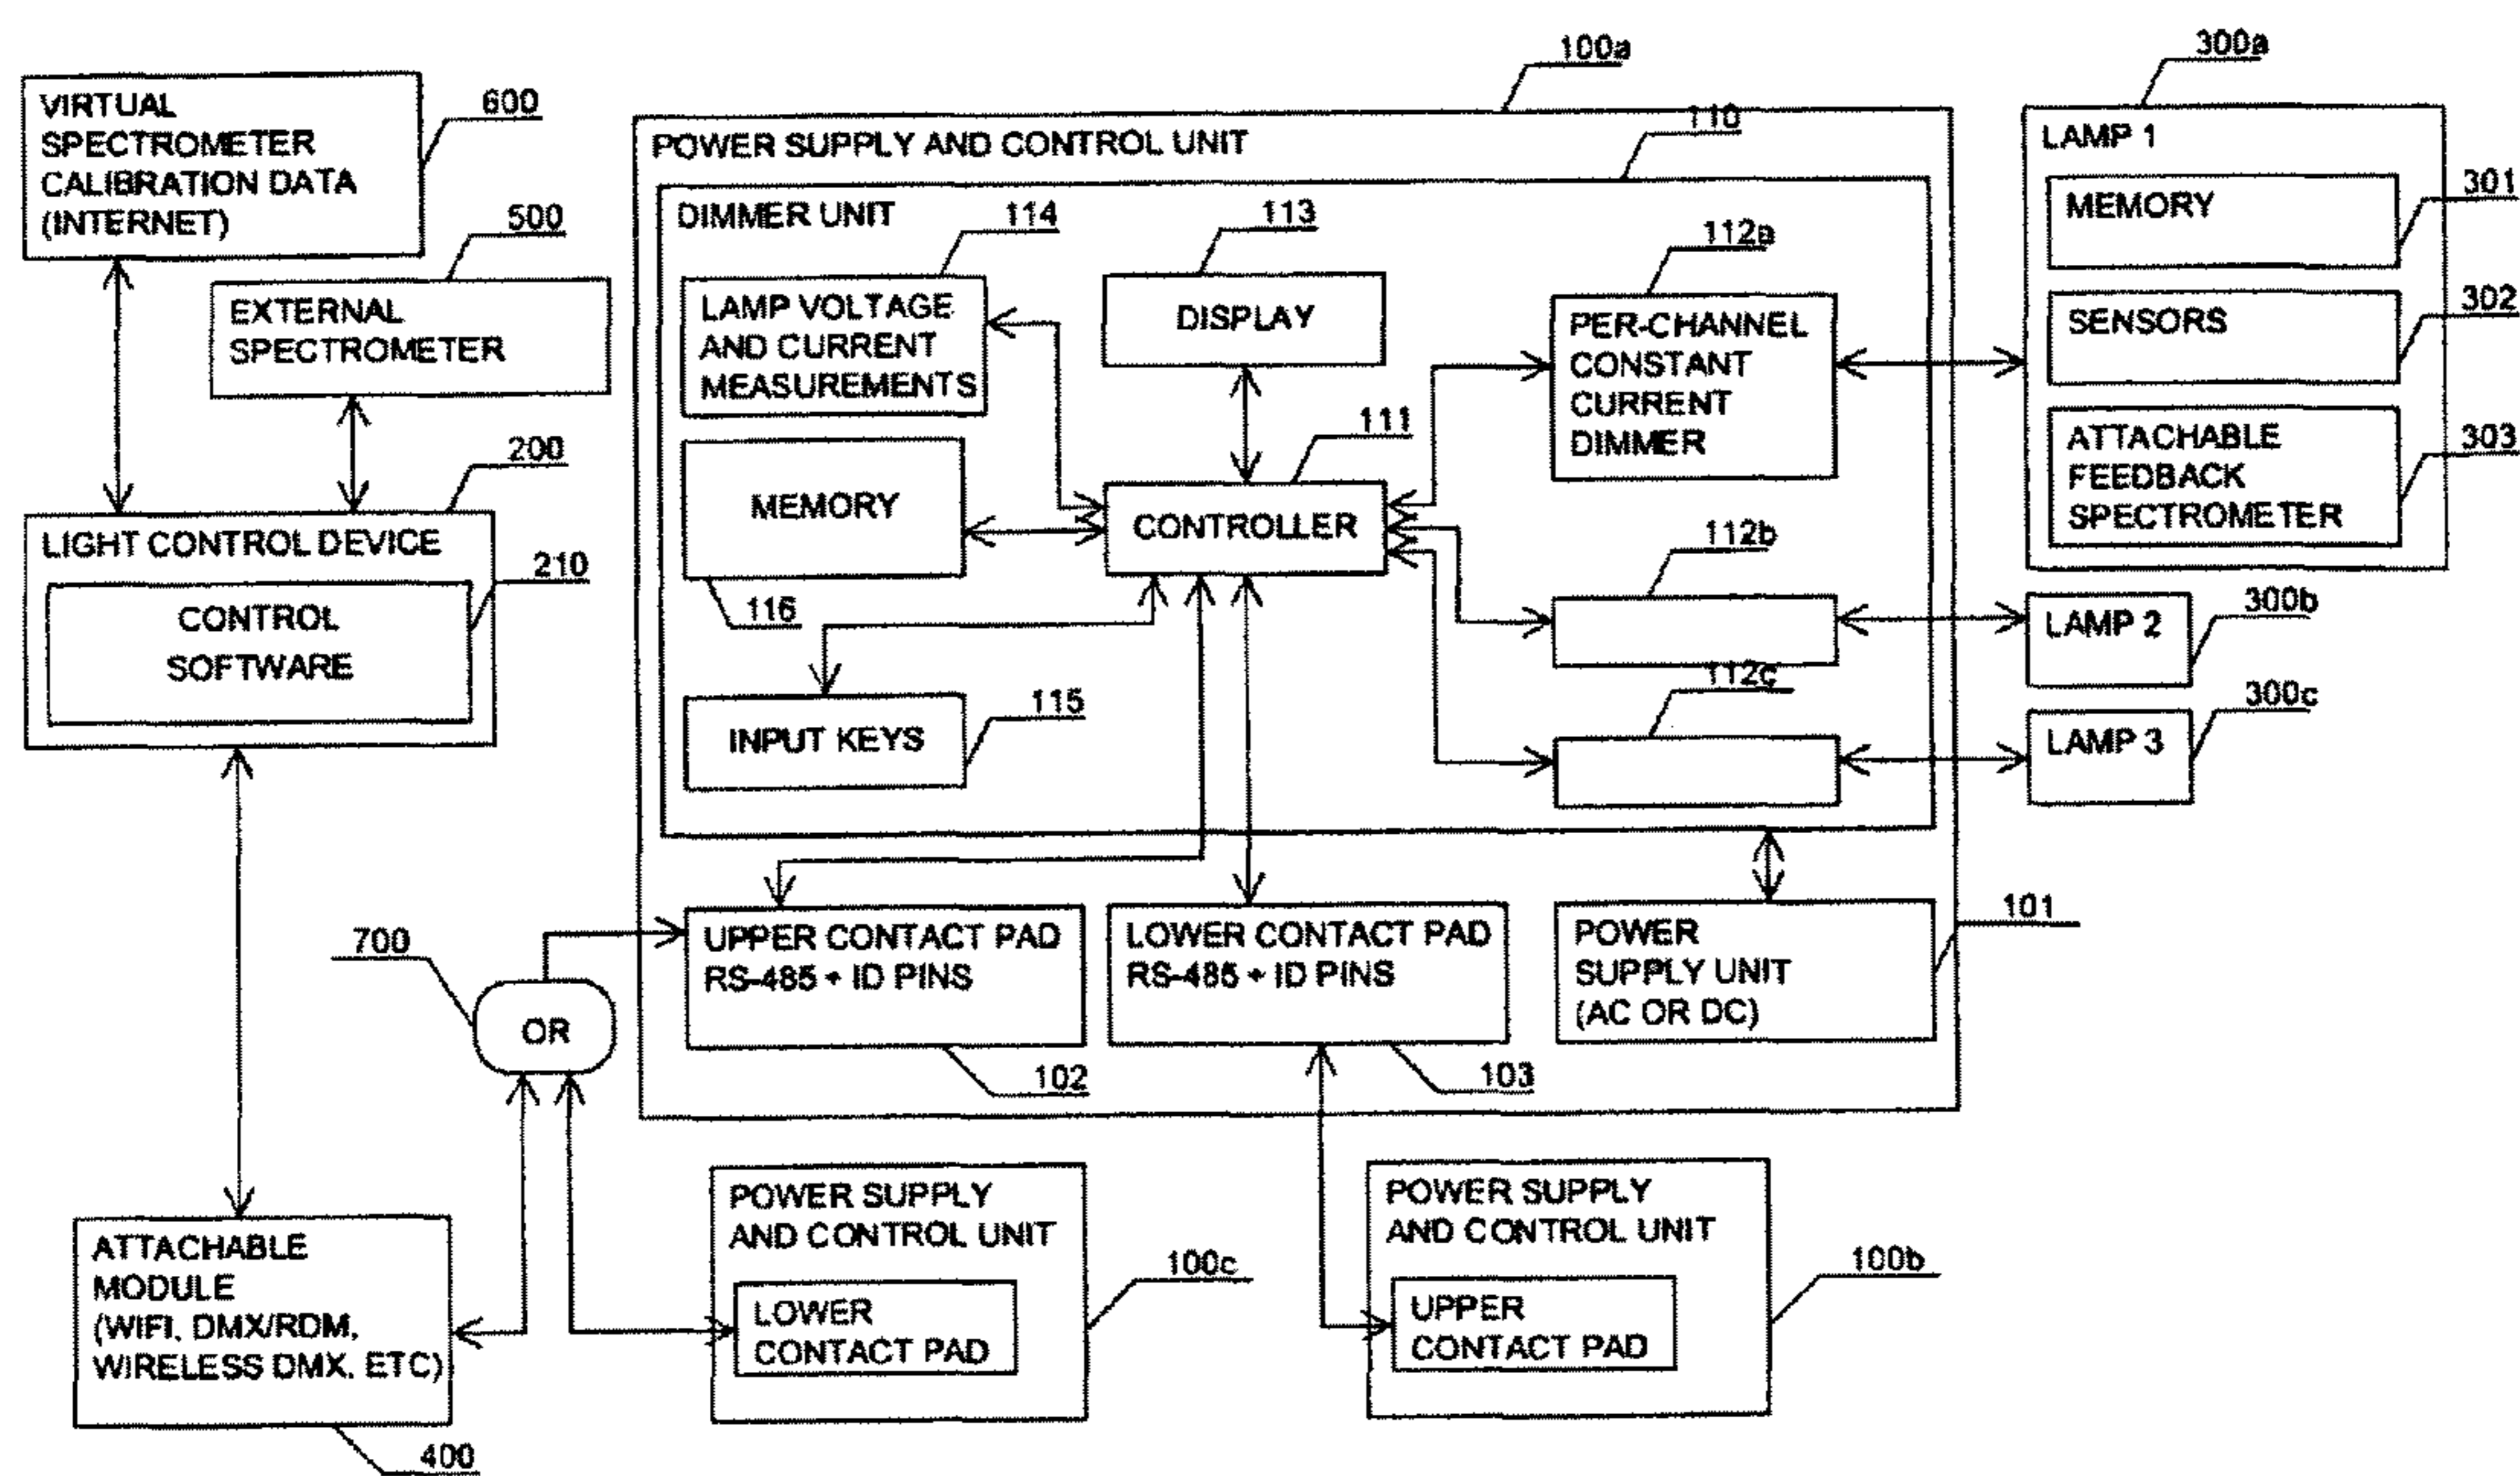 100a
300a
VIRTUAL
SPECTROMETER
CALIBRATION DATA
(INTERNET)
600
500
EXTERNAL
SPECTROMETER
200
LIGHT CONTROL DEVICE
210
CONTROL
SOFTWARE
POWER SUPPLY AND CONTROL UNIT
110
DIMMER UNIT
114
113
112a
LAMP VOLTAGE
AND CURRENT
MEASUREMENTS
DISPLAY
PER-CHANNEL
CONSTANT
CURRENT
DIMMER
111
MEMORY
CONTROLLER
116
112b
112c
INPUT KEYS
115
LAMP 1
MEMORY
301
SENSORS
302
ATTACHABLE
FEEDBACK
SPECTROMETER
303
LAMP 2
300b
LAMP 3
300c
700
OR
UPPER CONTACT PAD
RS-485 + ID PINS
102
LOWER CONTACT PAD
RS-485 + ID PINS
103
POWER
SUPPLY UNIT
(AC OR DC)
101
ATTACHABLE
MODULE
(WIFI, DMX/RDM,
WIRELESS DMX, ETC)
400
POWER SUPPLY
AND CONTROL UNIT
LOWER
CONTACT PAD
100c
POWER SUPPLY
AND CONTROL UNIT
UPPER
CONTACT PAD
100b